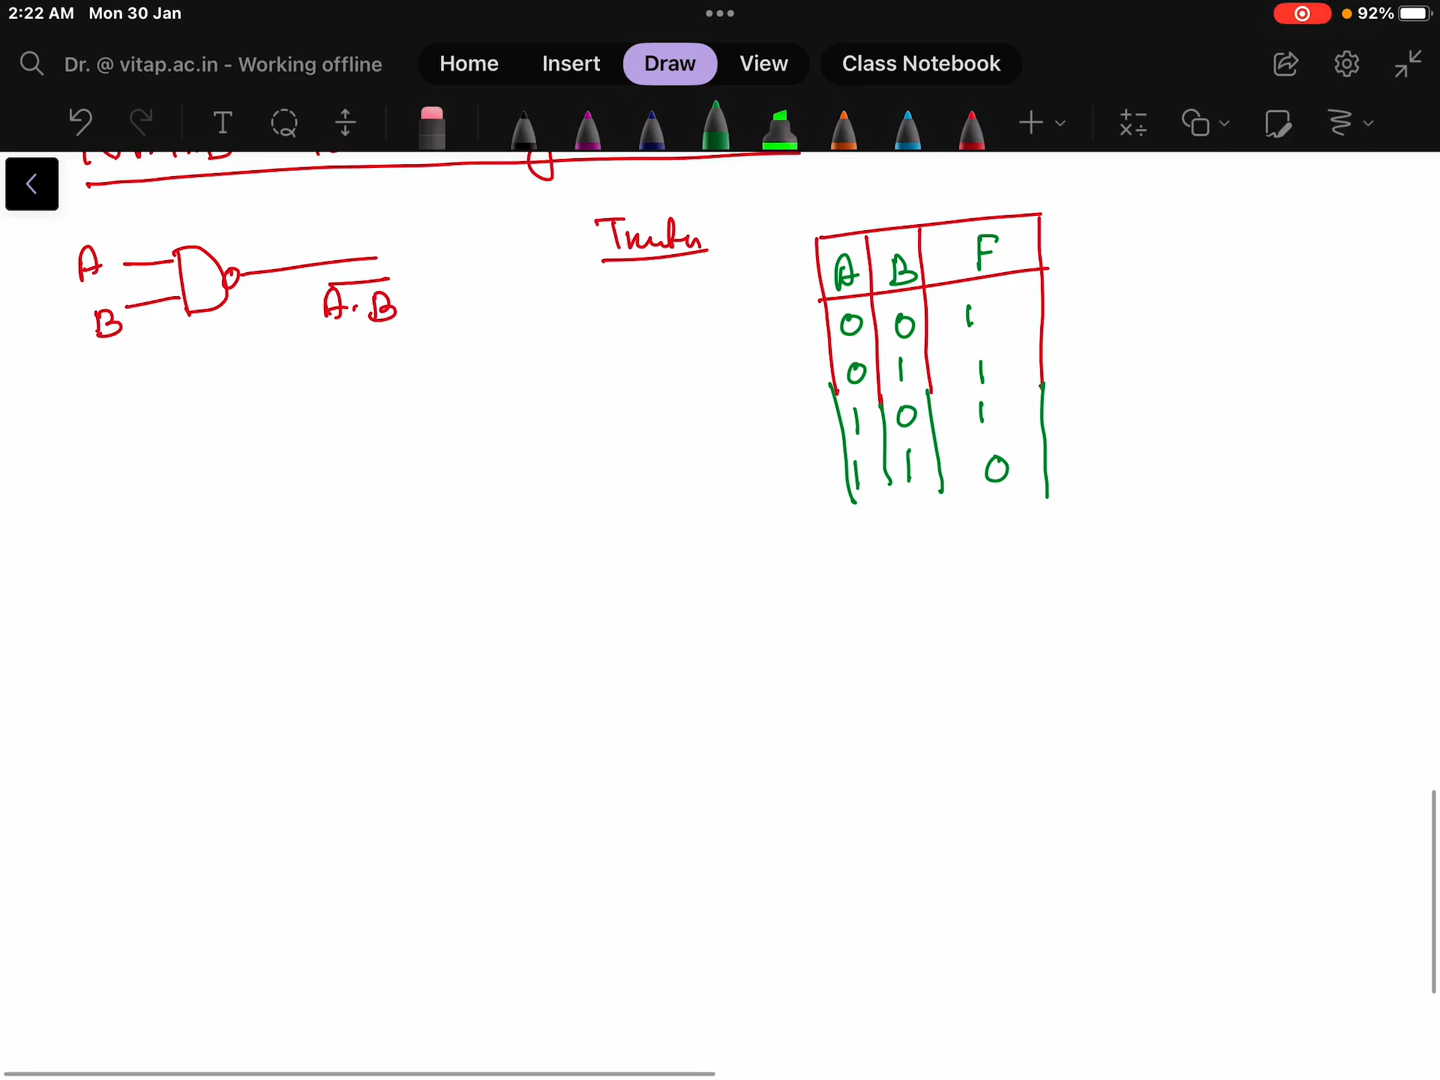 2:22 AM Mon 30 Jan
92%
Dr. @ vitap.ac.in - Working offline
Home Insert Draw View Class Notebook
T
Truth
A B F
A
B
A.B
0 0 1
0 1 1
1 0 1
1 1 0